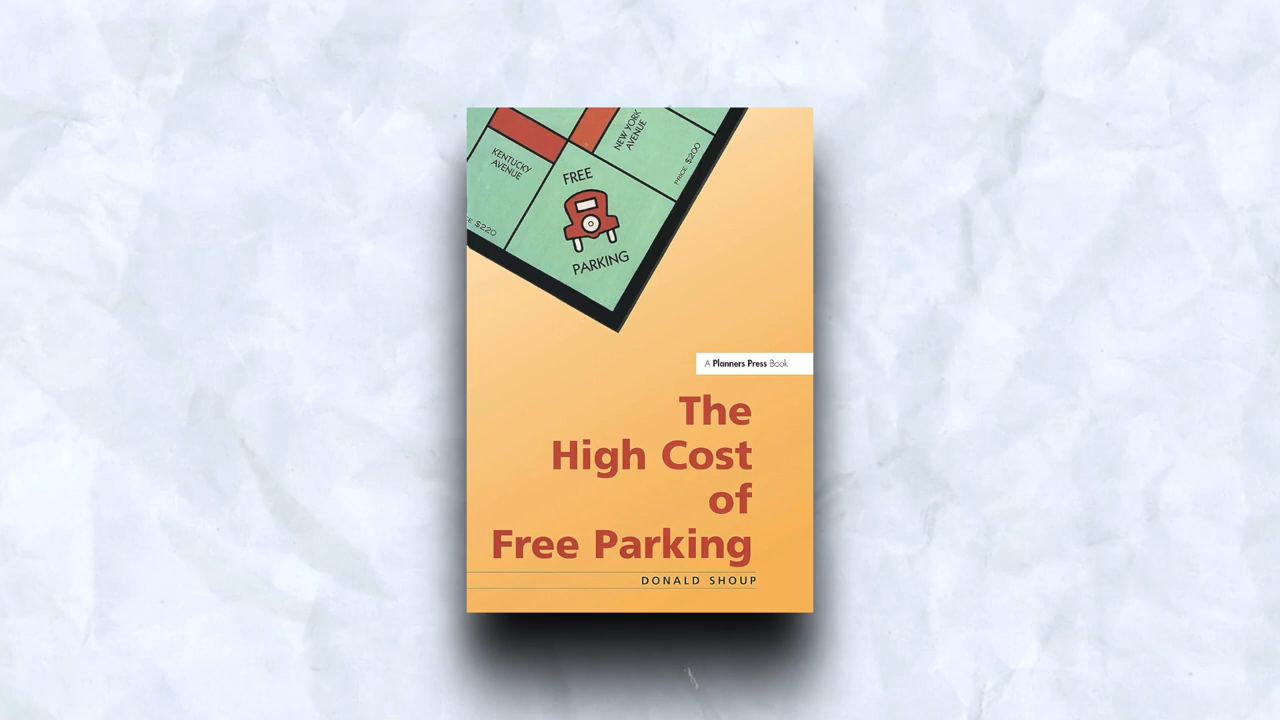 KENTUCKY
AVENUE
NEW YORK
AVENUE
PRICE $200
FREE
PARKING
$220
A Planners Press Book
The
High Cost
of
Free Parking
DONALD SHOUP